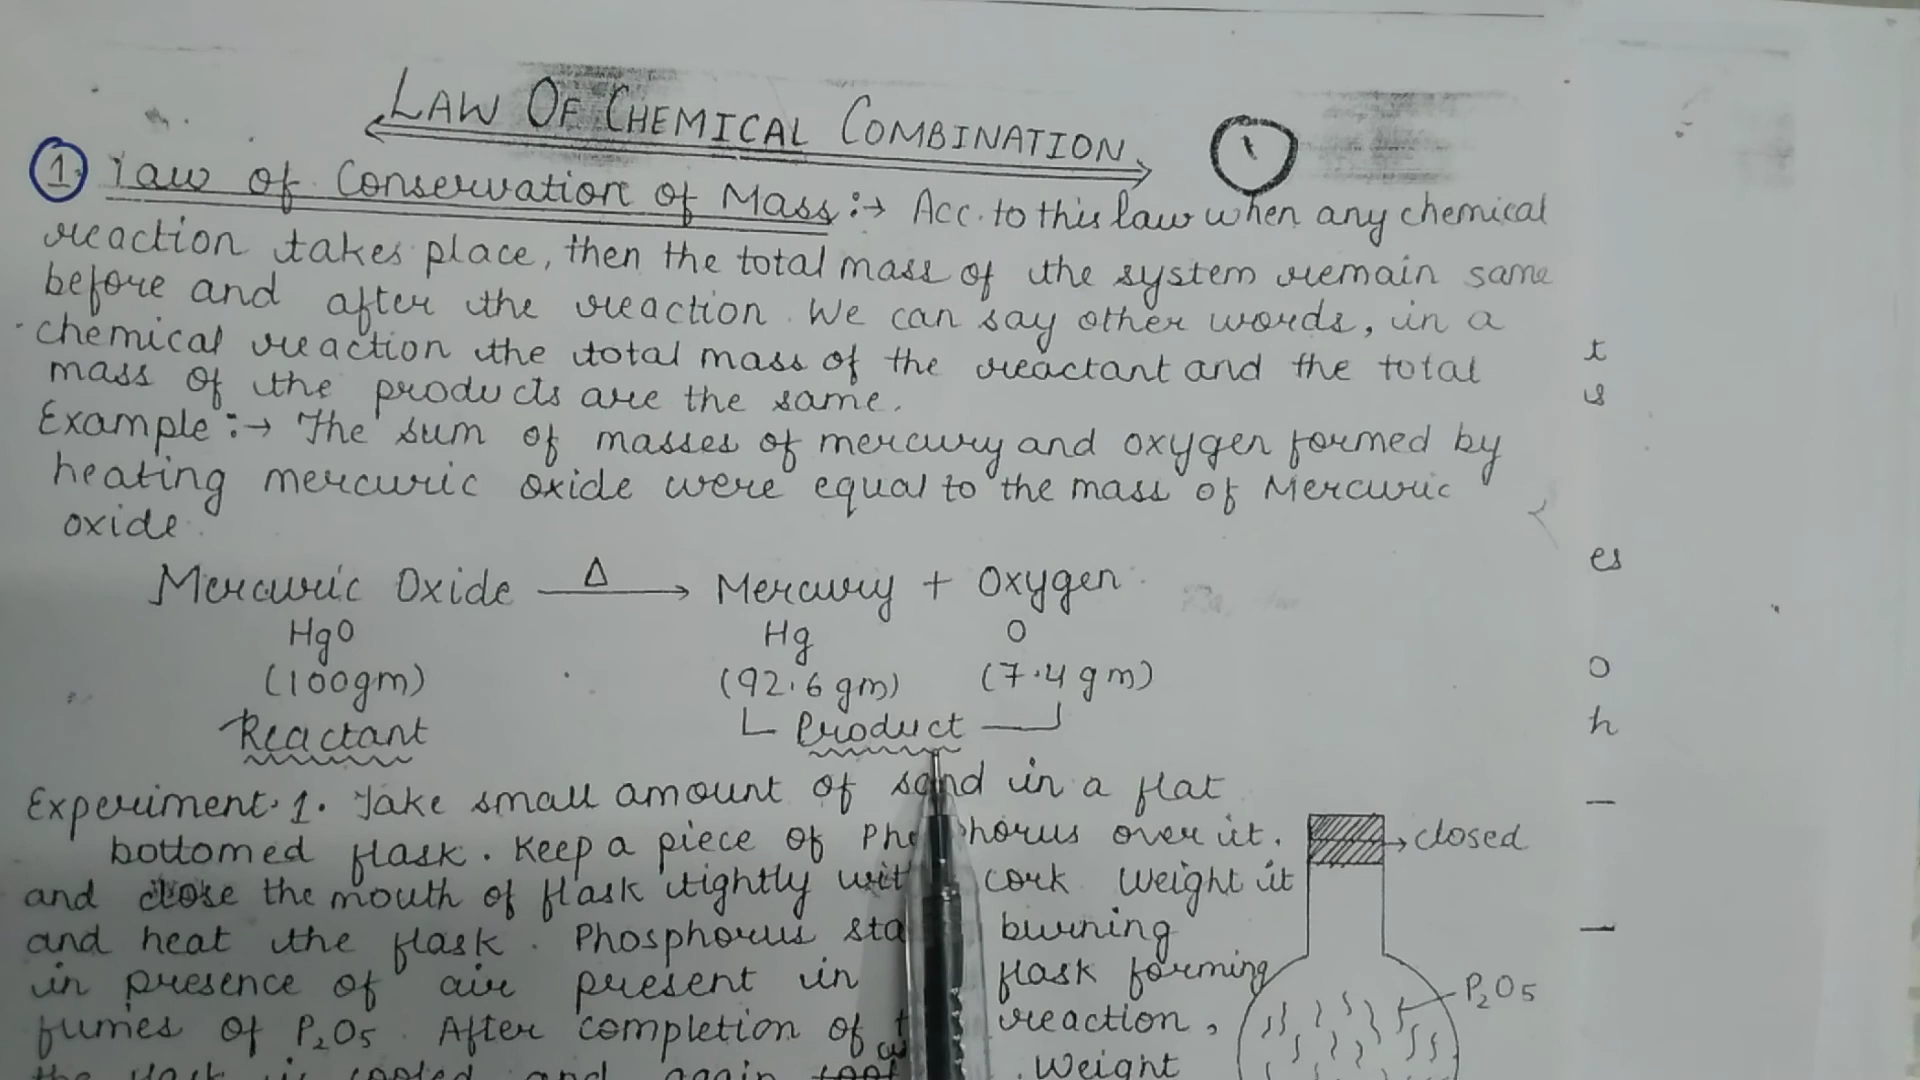 LAW OF CHEMICAL COMBINATION
1
1. Law of Conservation of Mass :→ Acc. to this law when any chemical
reaction takes place, then the total mass of the system remain same
before and after the reaction. We can say other words, in a
chemical reaction the total mass of the reactant and the total
mass of the products are the same.
Example :→ The sum of masses of mercury and oxygen formed by
heating mercuric oxide were equal to the mass of Mercuric
oxide.
Mercuric Oxide —Δ→ Mercury + Oxygen
HgO Hg O
(100gm) (92.6 gm) (7.4 gm)
Reactant Product
Experiment. 1. Take small amount of sand in a flat
bottomed flask. Keep a piece of Ph horus over it.
and close the mouth of flask tightly wit cork Weight it
and heat the flask. Phosphorus sta burning
in presence of air present in flask forming
fumes of P2O5. After completion of t reaction,
flask is cooled and again Weight
→ closed
P2O5
t
s
es
O
h